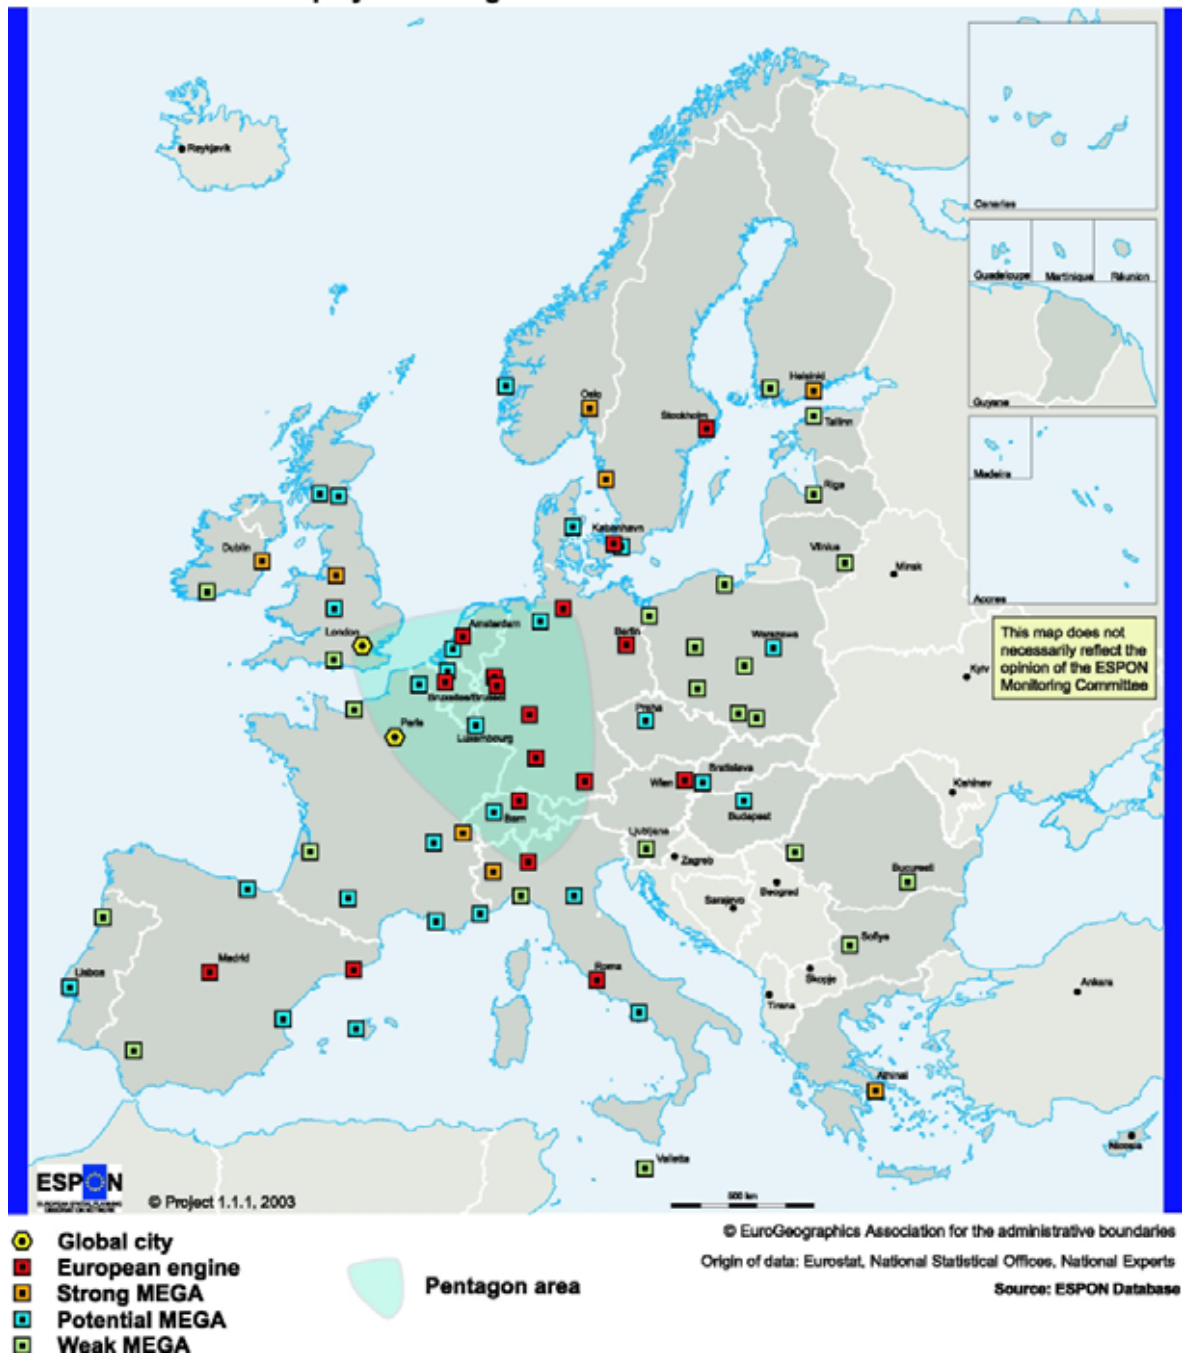 Reykjavik
Canarias
Guadeloupe
Martinique
Réunion
Guyane
Helsinki
Oslo
Tallinn
Stockholm
Madeira
Riga
København
Dublin
Vilnius
Minsk
Acores
London
Amsterdam
Berlin
Warszawa
This map does not
necessarily reflect the
opinion of the ESPON
Monitoring Committee
Kyiv
Bruxelles/Brussel
Praha
Paris
Luxembourg
Bratislava
Wien
Kishinev
Budapest
Bern
Ljubljana
Zagreb
Bucuresti
Beograd
Sarajevo
Sofiya
Madrid
Roma
Skopje
Lisboa
Ankara
Tirana
Athinai
Nicosia
Valletta
ESPON
© Project 1.1.1, 2003
500 km
Global city
European engine
Strong MEGA
Potential MEGA
Weak MEGA
Pentagon area
© EuroGeographics Association for the administrative boundaries
Origin of data: Eurostat, National Statistical Offices, National Experts
Source: ESPON Database